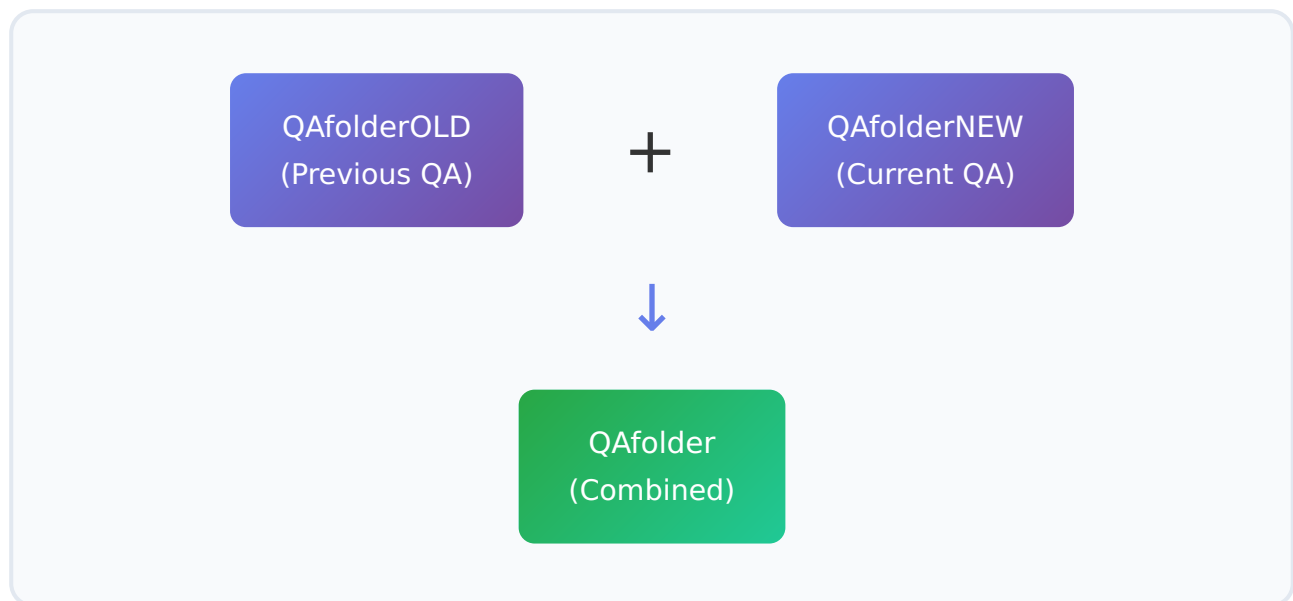 QAfolderOLD
(Previous QA)
+
QAfolderNEW
(Current QA)
↓
QAfolder
(Combined)